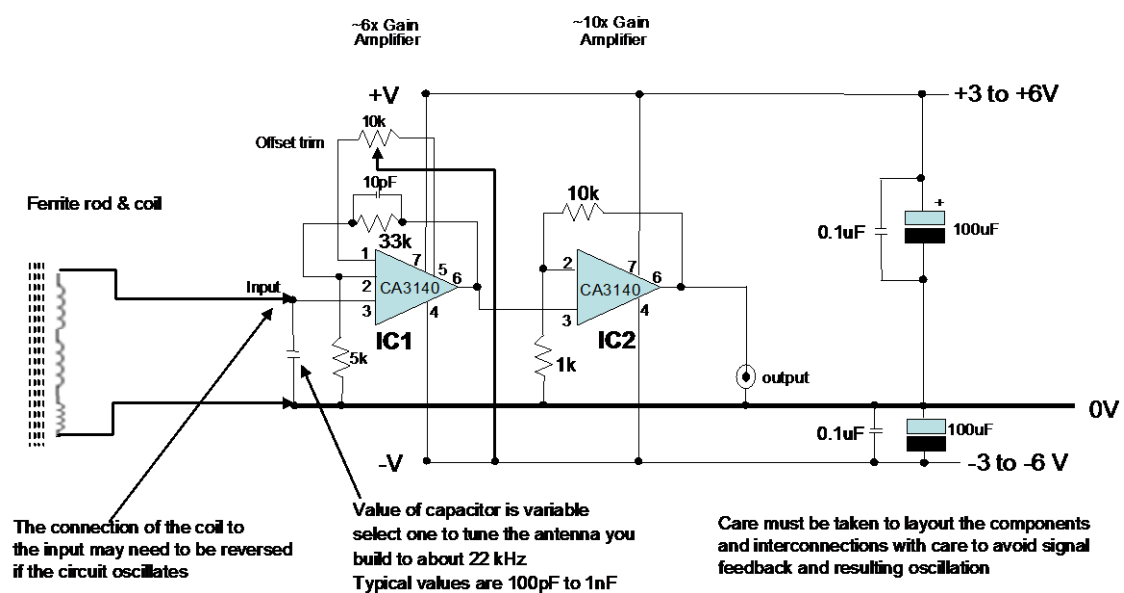 ~6x Gain
Amplifier
~10x Gain
Amplifier
+V
+3 to +6V
10k
Offset trim
10pF
10k
Ferrite rod & coil
33k
0.1uF
+
100uF
1
7
5
6
2
CA3140
3
4
Input
IC1
2
7
6
CA3140
3
4
IC2
5k
1k
output
0V
0.1uF
100uF
-V
-3 to -6 V
The connection of the coil to
the input may need to be reversed
if the circuit oscillates
Value of capacitor is variable
select one to tune the antenna you
build to about 22 kHz
Typical values are 100pF to 1nF
Care must be taken to layout the components
and interconnections with care to avoid signal
feedback and resulting oscillation